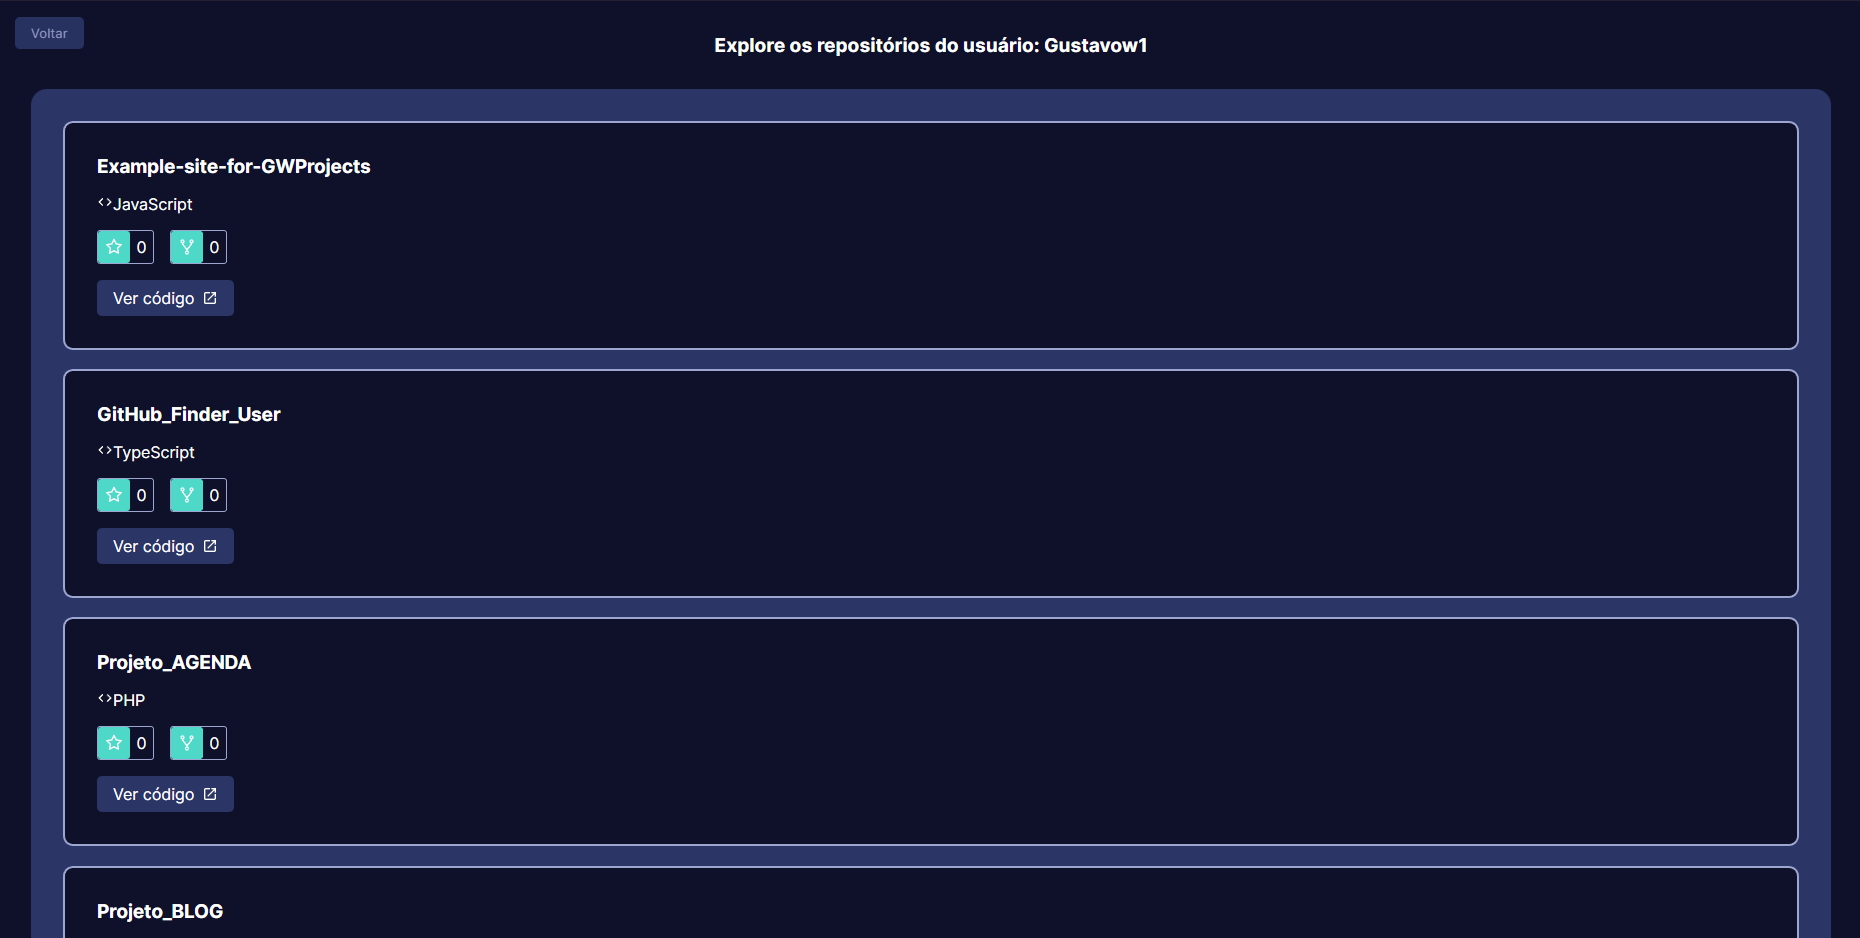 Voltar
Explore os repositórios do usuário: Gustavow1
Example-site-for-GWProjects
JavaScript
0 0
Ver código
GitHub_Finder_User
TypeScript
0 0
Ver código
Projeto_AGENDA
PHP
0 0
Ver código
Projeto_BLOG